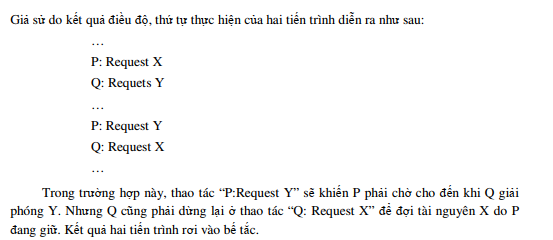 Giả sử do kết quả điều độ, thứ tự thực hiện của hai tiến trình diễn ra như sau:
…
P: Request X
Q: Requets Y
…
P: Request Y
Q: Request X
…
Trong trường hợp này, thao tác “P:Request Y” sẽ khiến P phải chờ cho đến khi Q giải
phóng Y. Nhưng Q cũng phải dừng lại ở thao tác “Q: Request X” để đợi tài nguyên X do P
đang giữ. Kết quả hai tiến trình rơi vào bế tắc.